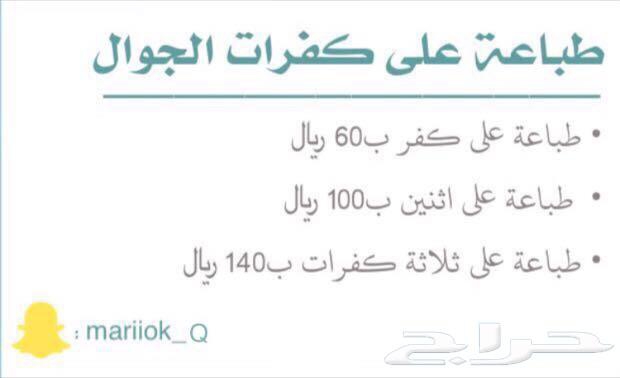 طباعة على كفرات الجوال
• طباعة على كفر ب60 ريال
• طباعة على اثنين ب100 ريال
• طباعة على ثلاثة كفرات ب140 ريال
: mariiok_Q
حراج